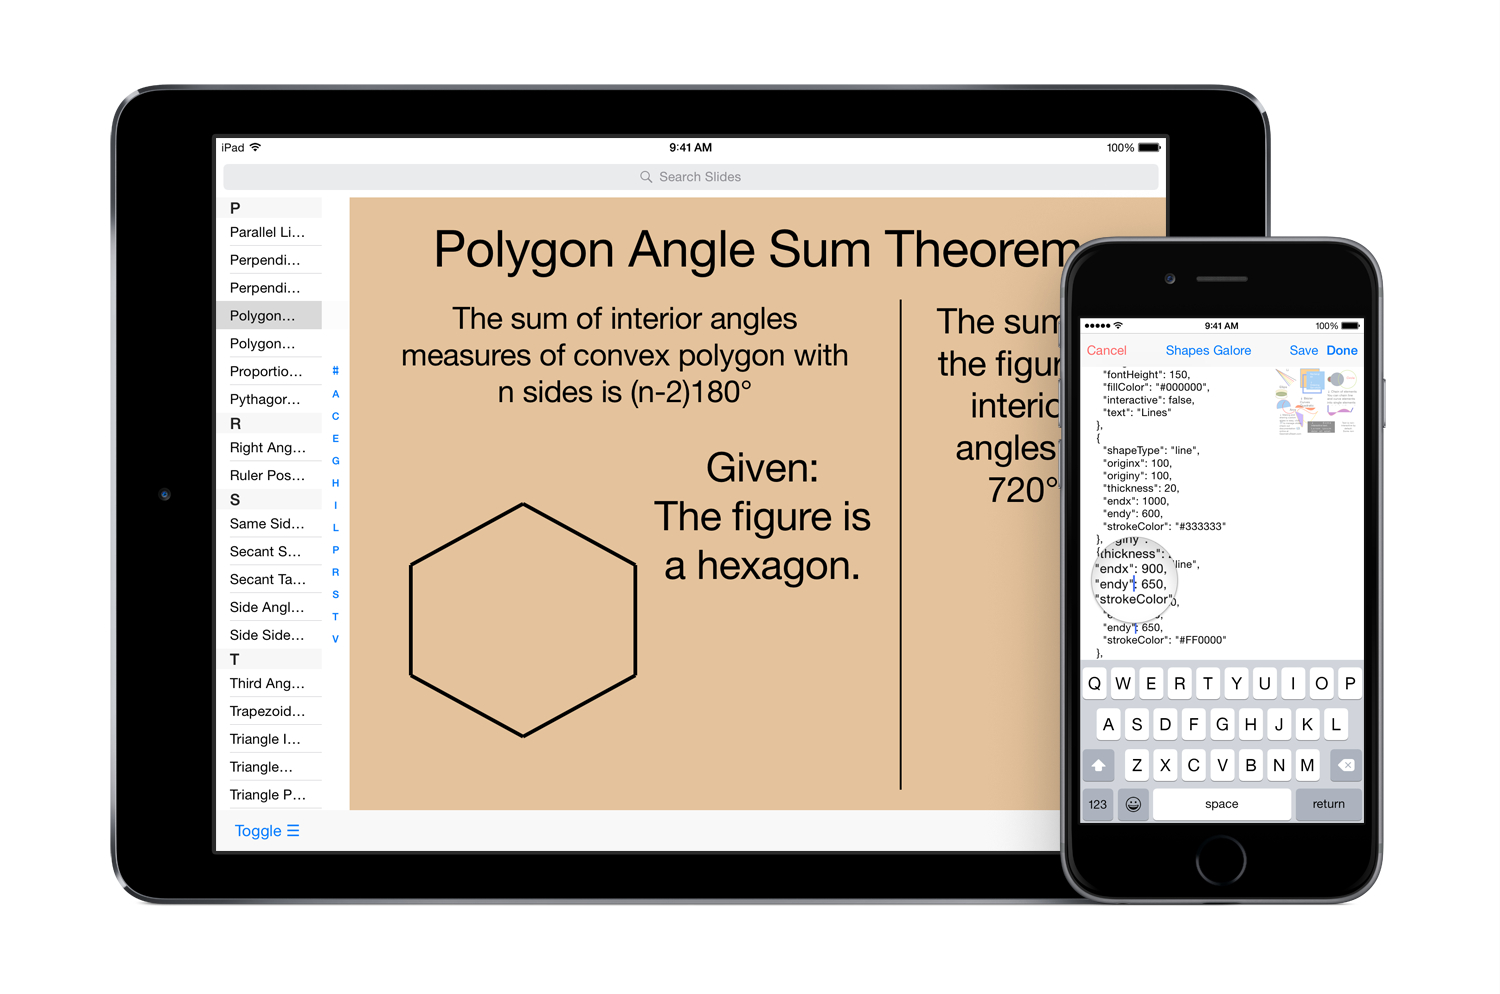 iPad
9:41 AM
100%
Search Slides
P
Parallel Li...
Perpendi...
Perpendi...
Polygon...
Polygon...
Proportio...
Pythagor...
R
Right Ang...
Ruler Pos...
S
Same Sid...
Secant S...
Secant Ta...
Side Angl...
Side Side...
T
Third Ang...
Trapezoid...
Triangle I...
Triangle...
Triangle P...
#
A
C
E
G
H
I
L
P
R
S
T
V
Toggle
Polygon Angle Sum Theorem
The sum of interior angles
measures of convex polygon with
n sides is (n-2)180°
Given:
The figure is
a hexagon.
The sum
the figur
interio
angles
720°
9:41 AM
100%
Cancel
Shapes Galore
Save
Done
"fontHeight": 150,
"fillColor": "#000000",
"interactive": false,
"text": "Lines"
},
{
"shapeType": "line",
"originx": 100,
"originy": 100,
"thickness": 20,
"endx": 1000,
"endy": 600,
"strokeColor": "#333333"
},
{
line",
"thickness":
"endx": 900,
"endy": 650,
"strokeColor"
"endy": 650,
"strokeColor": "#FF0000"
},
Q W E R T Y U I O P
A S D F G H J K L
Z X C V B N M
123
space
return